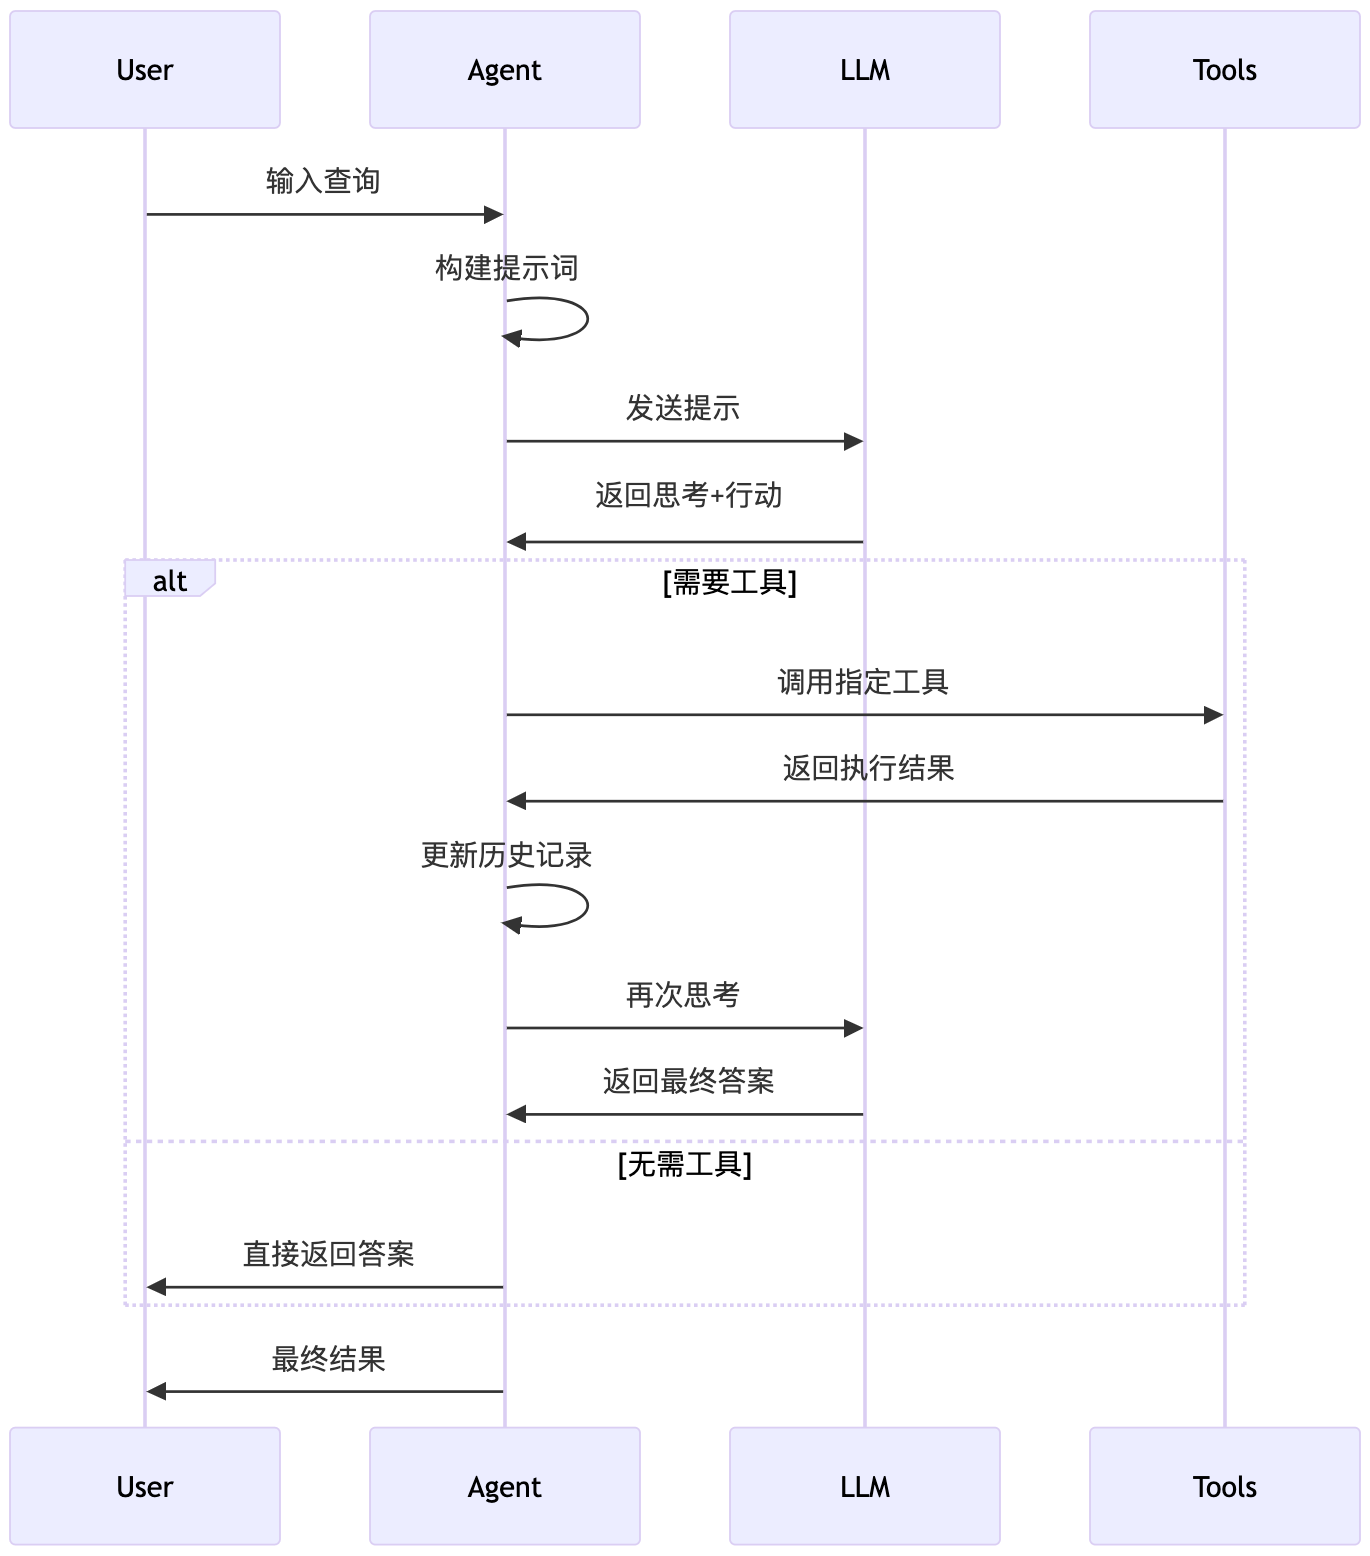 User
Agent
LLM
Tools
输入查询
构建提示词
发送提示
返回思考+行动
alt
[需要工具]
调用指定工具
返回执行结果
更新历史记录
再次思考
返回最终答案
[无需工具]
直接返回答案
最终结果
User
Agent
LLM
Tools